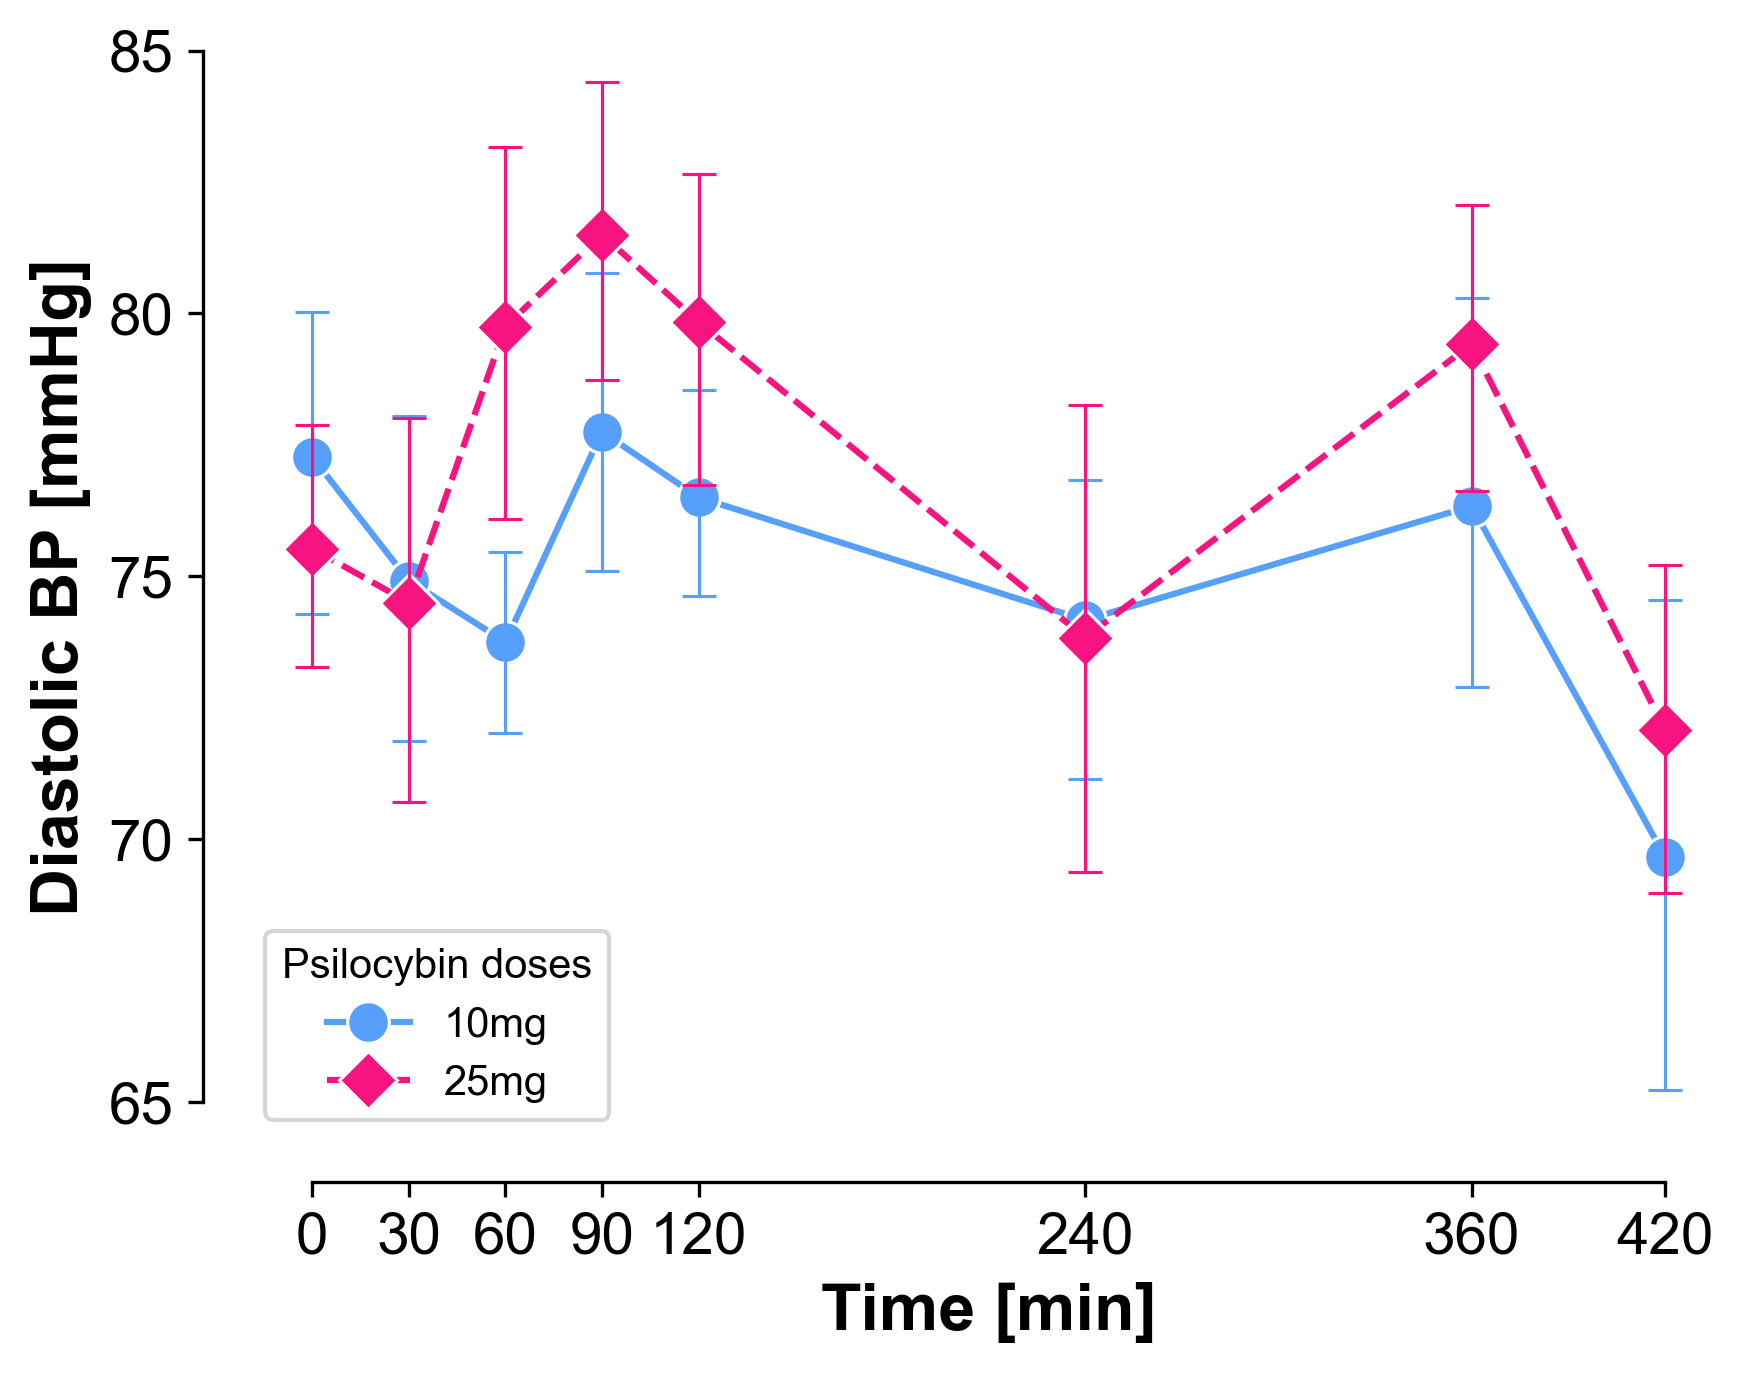 85
80
75
70
65
Diastolic BP [mmHg]
Psilocybin doses
10mg
25mg
0 30 60 90 120 240 360 420
Time [min]